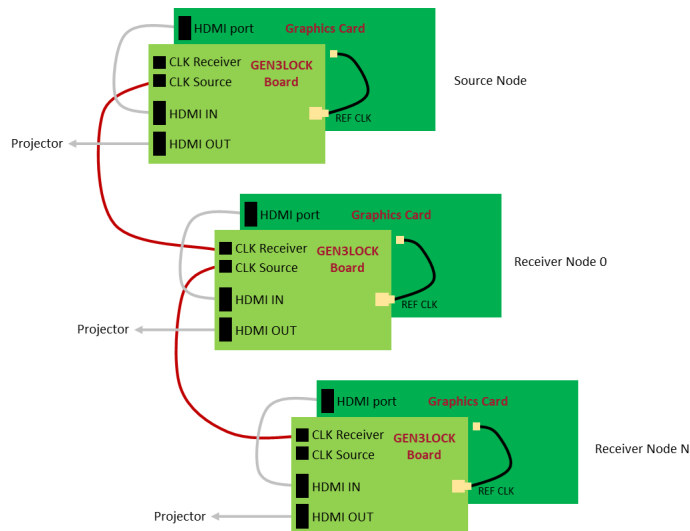 HDMI port Graphics Card
CLK Receiver GEN3LOCK
CLK Source Board
Source Node
HDMI IN
REF CLK
Projector HDMI OUT
HDMI port Graphics Card
CLK Receiver GEN3LOCK
CLK Source Board
Receiver Node 0
HDMI IN
REF CLK
Projector HDMI OUT
HDMI port Graphics Card
CLK Receiver GEN3LOCK
CLK Source Board
Receiver Node N
HDMI IN
REF CLK
Projector HDMI OUT